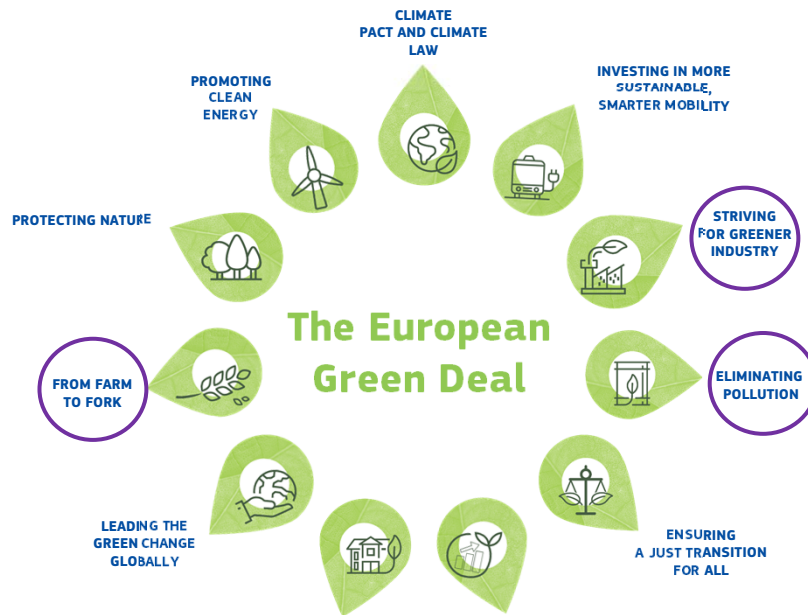 CLIMATE
PACT AND CLIMATE
LAW
PROMOTING
CLEAN
ENERGY
INVESTING IN MORE
SUSTAINABLE,
SMARTER MOBILITY
PROTECTING NATURE
STRIVING
FOR GREENER
INDUSTRY
The European
Green Deal
FROM FARM
TO FORK
ELIMINATING
POLLUTION
LEADING THE
GREEN CHANGE
GLOBALLY
ENSURING
A JUST TRANSITION
FOR ALL